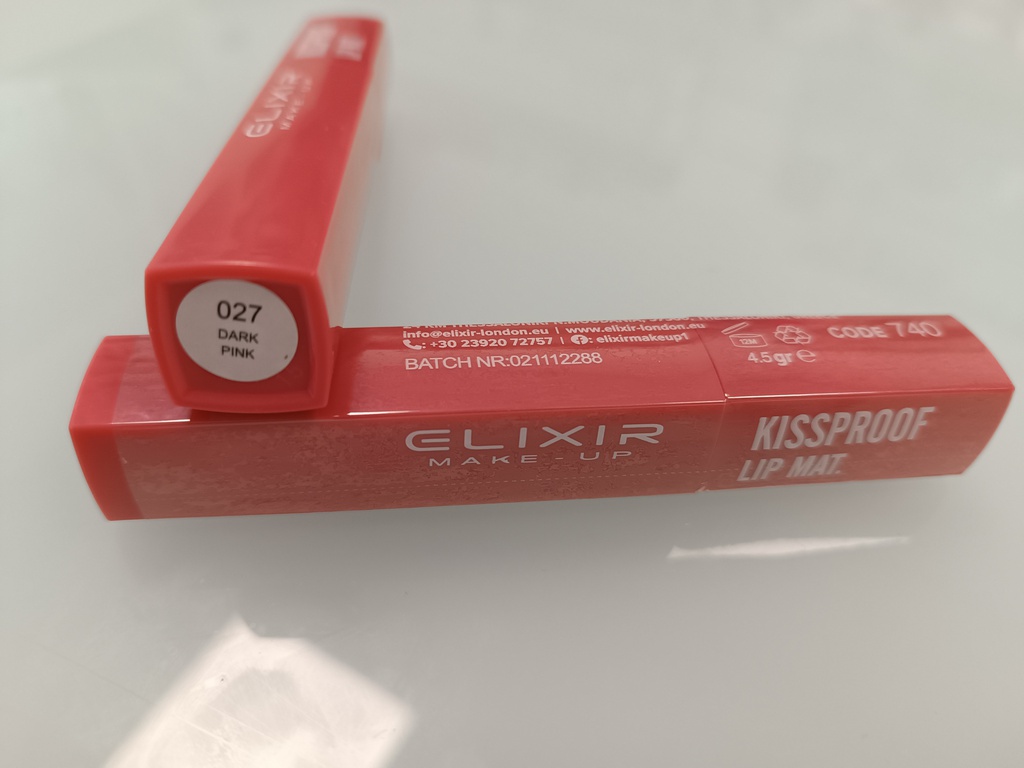 ELIXIR
MAKE-UP
027
DARK
PINK
info@elixir-london.eu | www.elixir-london.eu
: +30 23920 72757 | : elixirmakeup1
BATCH NR:021112288
12M
CODE 740
4.5gr e
ELIXIR
MAKE-UP
KISSPROOF
LIP MAT.